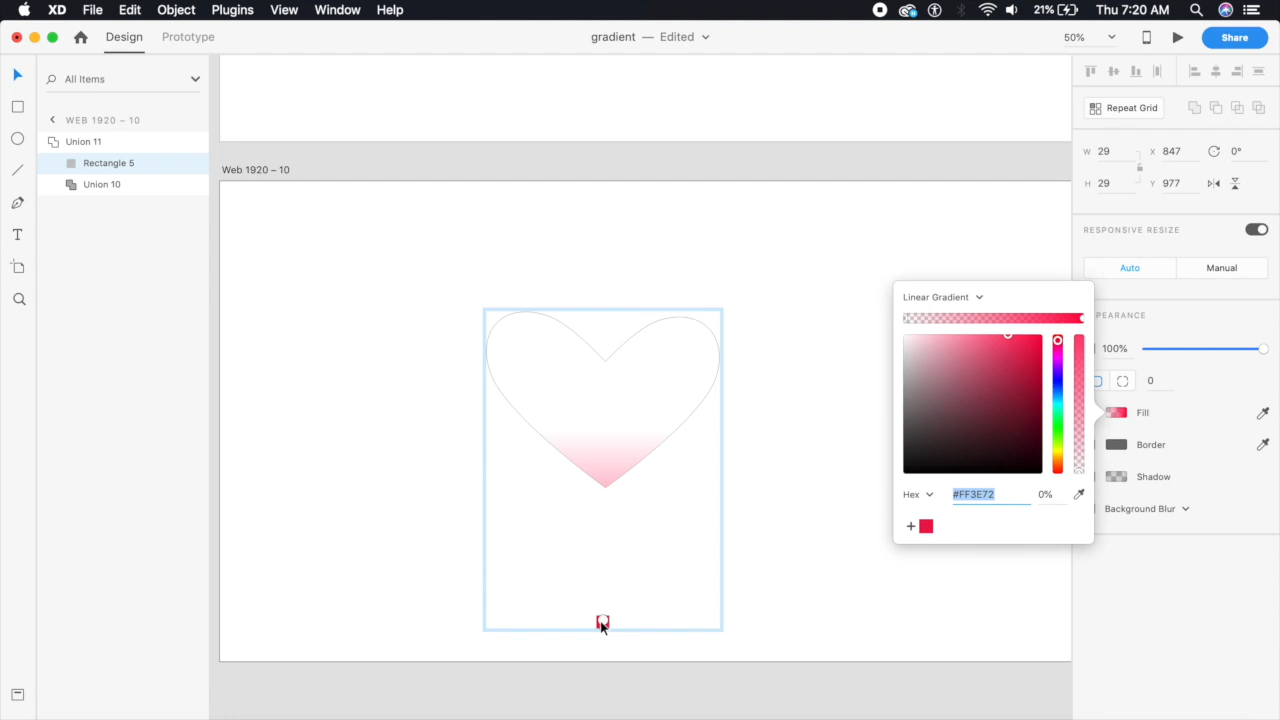 XD File Edit Object Plugins View Window Help 21% Thu 7:20 AM
Design Prototype gradient — Edited 50% Share
All Items
WEB 1920 – 10
Union 11
Rectangle 5
Union 10
Web 1920 – 10
Repeat Grid
W 29 X 847 0°
H 29 Y 977
RESPONSIVE RESIZE
Auto Manual
PEARANCE
100%
0
Fill
Border
Shadow
Background Blur
Linear Gradient
Hex #FF3E72 0%